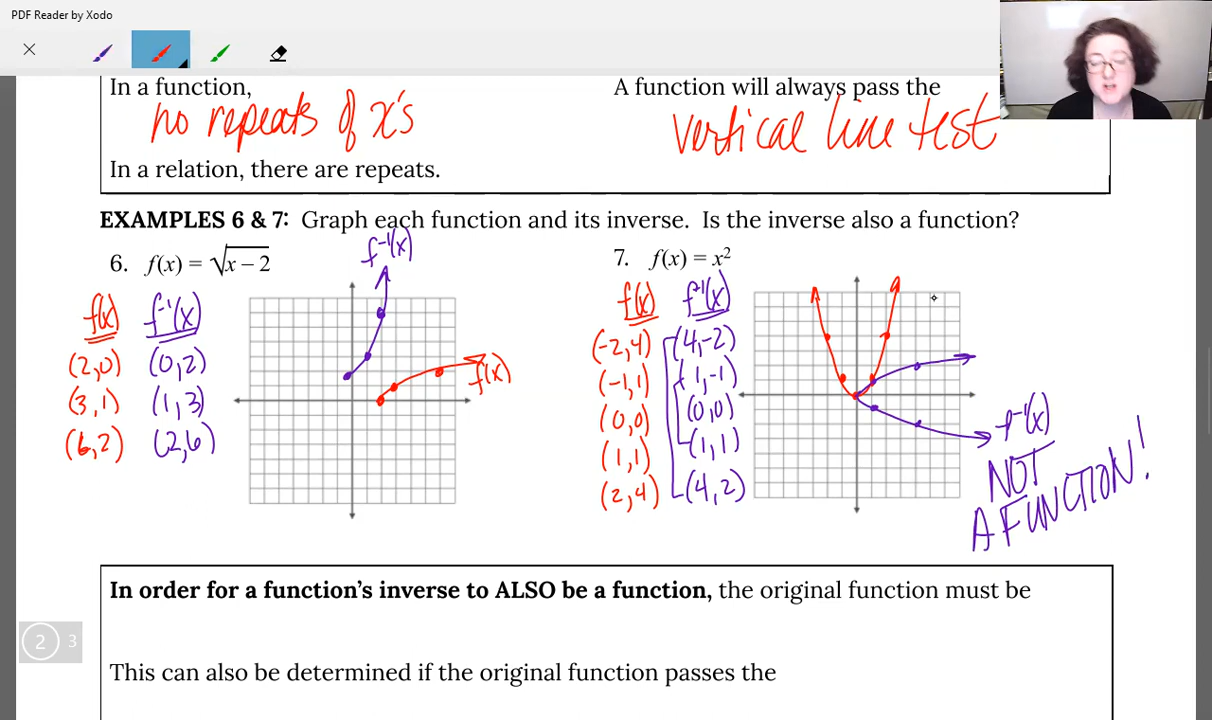 PDF Reader by Xodo
In a function,
no repeats of x's
In a relation, there are repeats.
A function will always pass the
vertical line test
EXAMPLES 6 & 7: Graph each function and its inverse. Is the inverse also a function?
6. f(x) = √x – 2
f(x) f⁻¹(x)
(2,0) (0,2)
(3,1) (1,3)
(6,2) (2,6)
f⁻¹(x)
f(x)
7. f(x) = x²
f(x) f⁻¹(x)
(-2,4) (4,-2)
(-1,1) (1,-1)
(0,0) (0,0)
(1,1) (1,1)
(2,4) (4,2)
f⁻¹(x)
NOT
A FUNCTION!
In order for a function's inverse to ALSO be a function, the original function must be
This can also be determined if the original function passes the
2 3